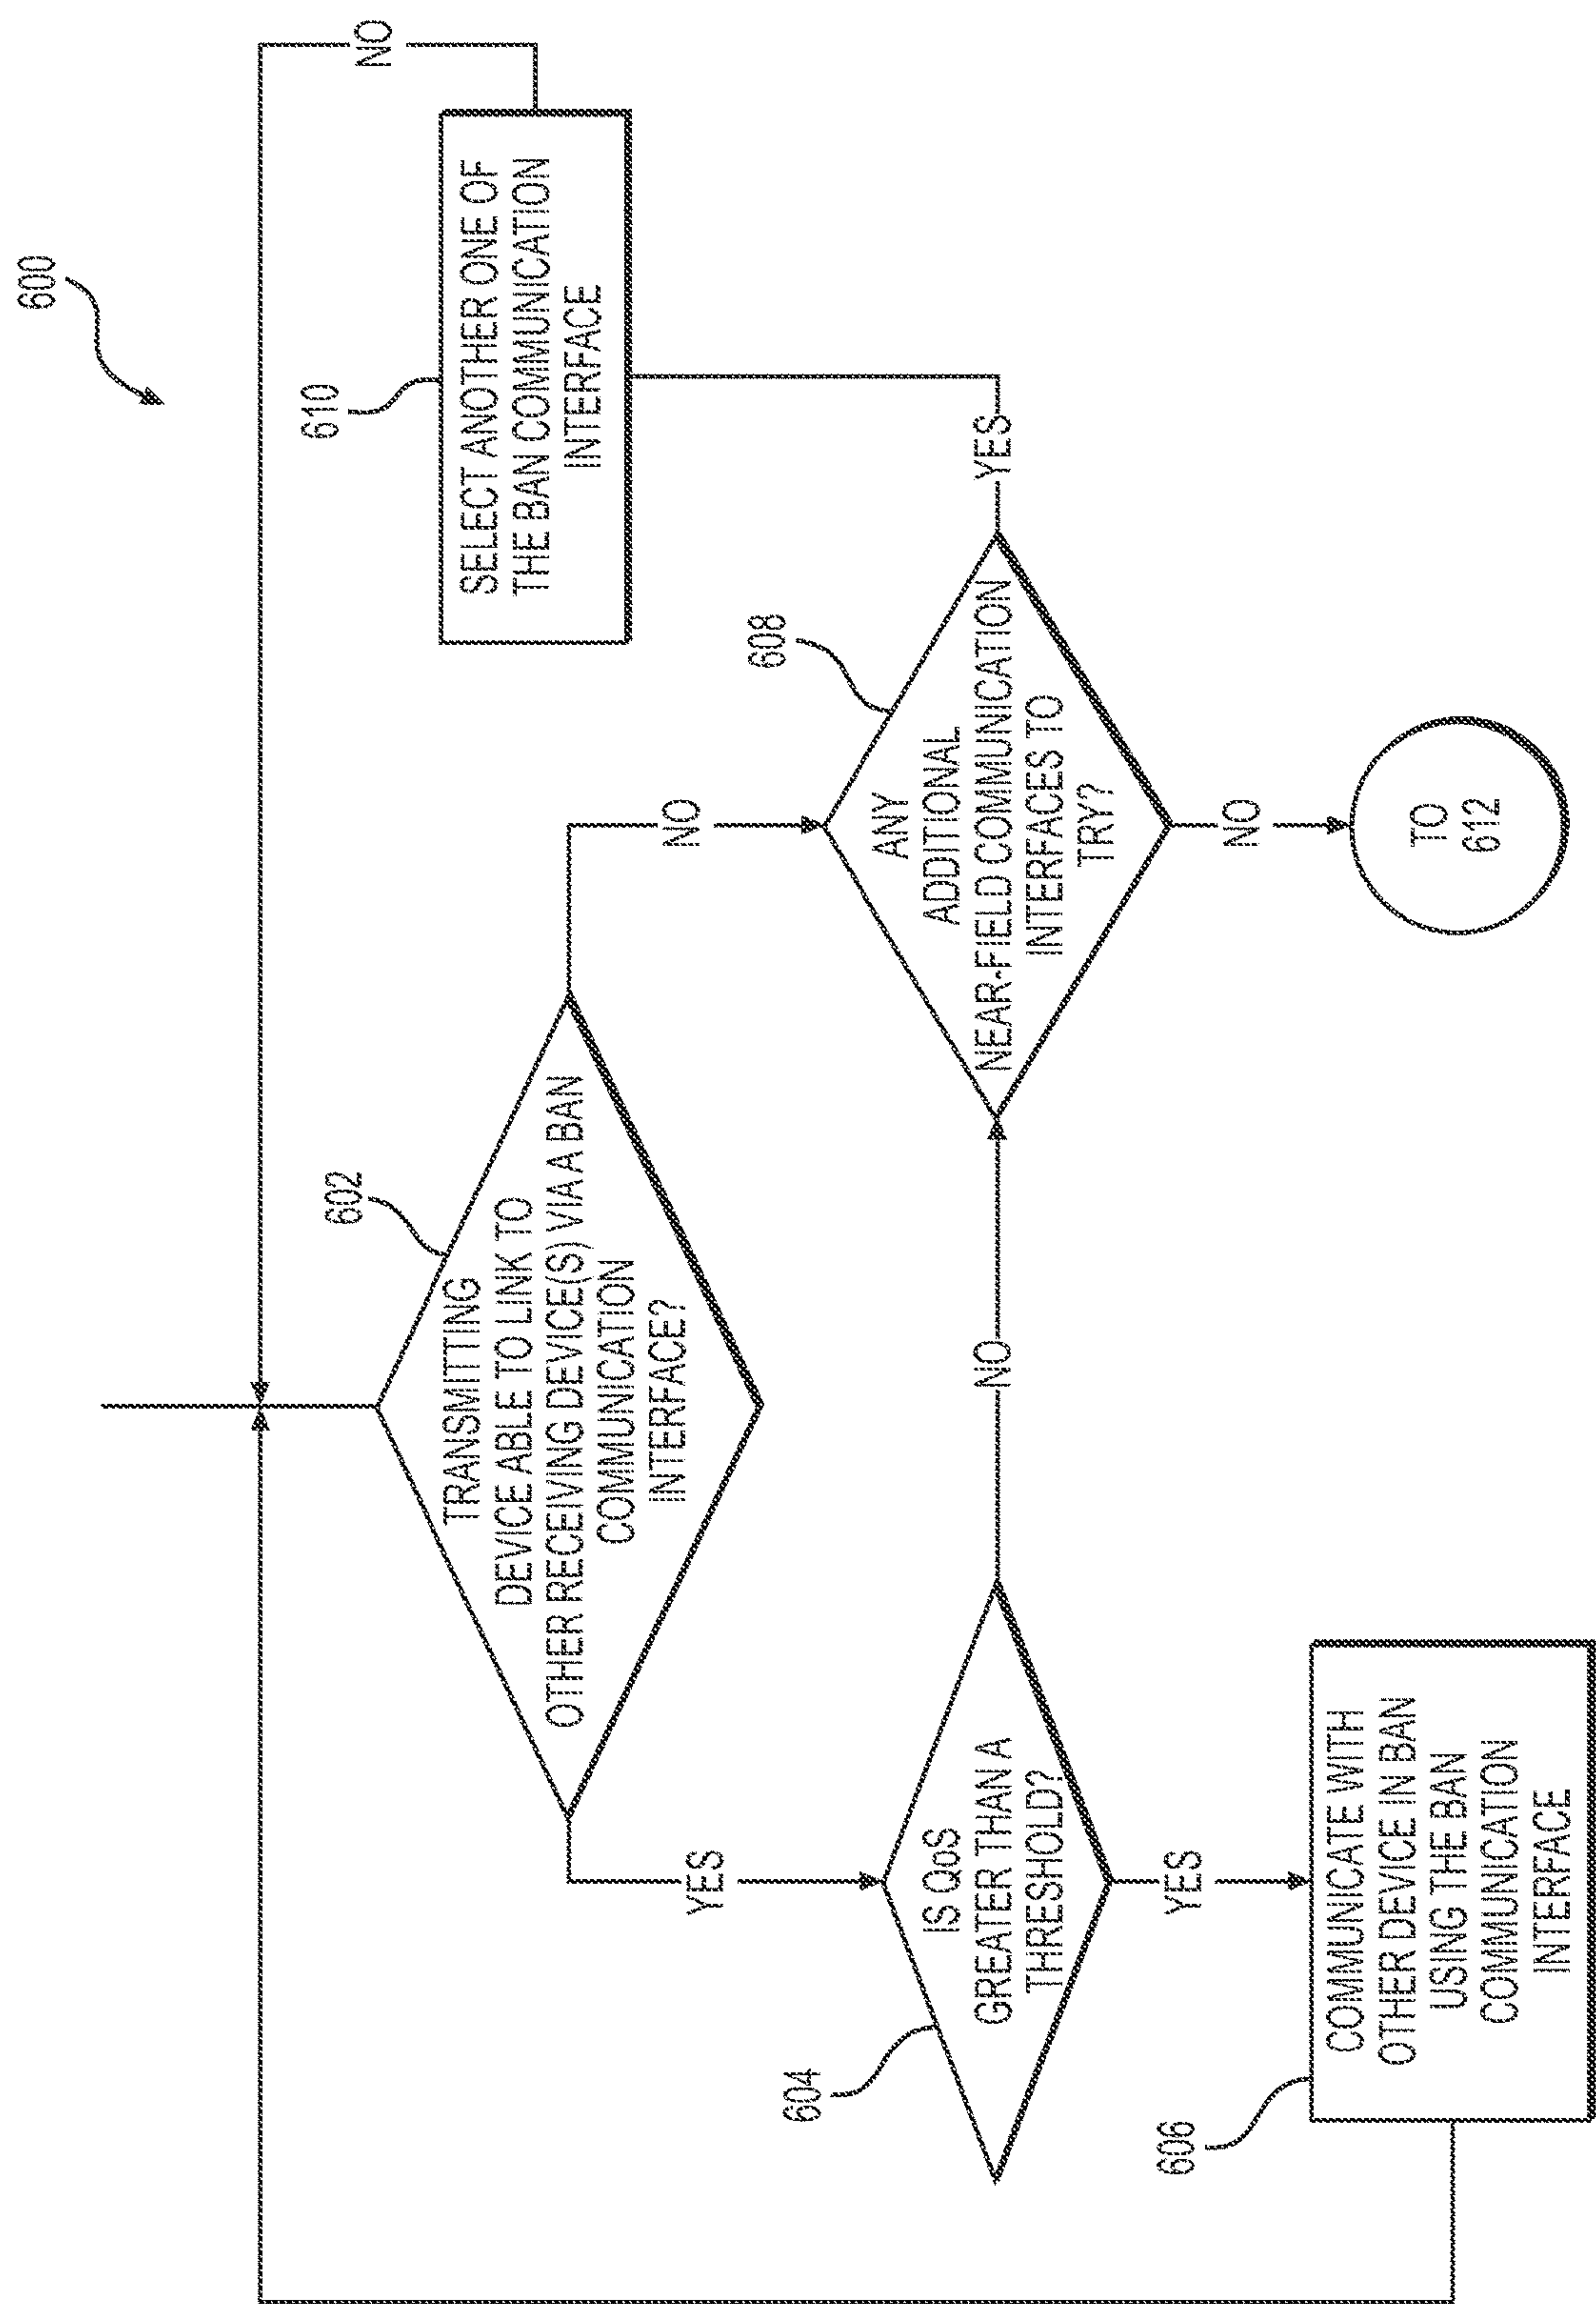 600
NO
SELECT ANOTHER ONE OF
THE BAN COMMUNICATION
INTERFACE
610
602
TRANSMITTING
DEVICE ABLE TO LINK TO
OTHER RECEIVING DEVICE(S) VIA A BAN
COMMUNICATION
INTERFACE?
YES
NO
604
IS QoS
GREATER THAN A
THRESHOLD?
NO
608
ANY
ADDITIONAL
NEAR-FIELD COMMUNICATION
INTERFACES TO
TRY?
YES
YES
NO
606
COMMUNICATE WITH
OTHER DEVICE IN BAN
USING THE BAN
COMMUNICATION
INTERFACE
TO
612